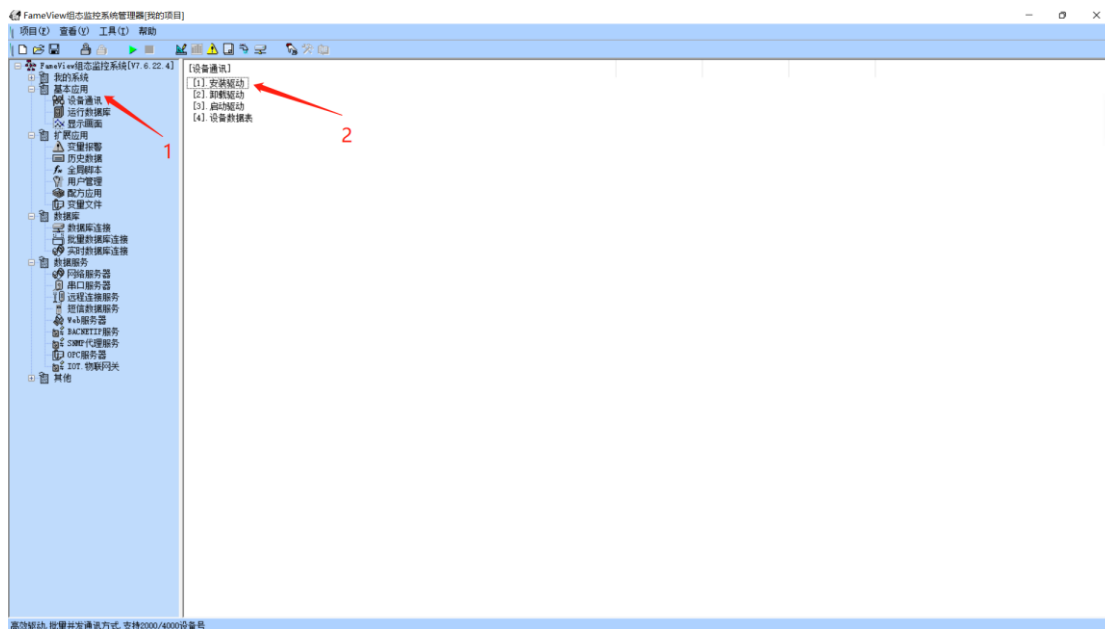 FameView组态监控系统管理器[我的项目]
项目(F) 查看(V) 工具(T) 帮助
FameView组态监控系统[V7.6.22.4]
我的系统
基本应用
设备通讯
运行数据库
显示画面
扩展应用
变量报警
历史数据
全局脚本
用户管理
配方应用
变量文件
数据库
数据库连接
批量数据库连接
实时数据库连接
数据服务
网络服务器
串口服务器
远程连接服务
短信数据服务
Web服务器
BACNETIP服务
SNMP代理服务
OPC服务器
IOT.物联网关
其他
[设备通讯]
[1].安装驱动
[2].卸载驱动
[3].启动驱动
[4].设备数据表
1
2
高效驱动,批量并发通讯方式,支持2000/4000设备号